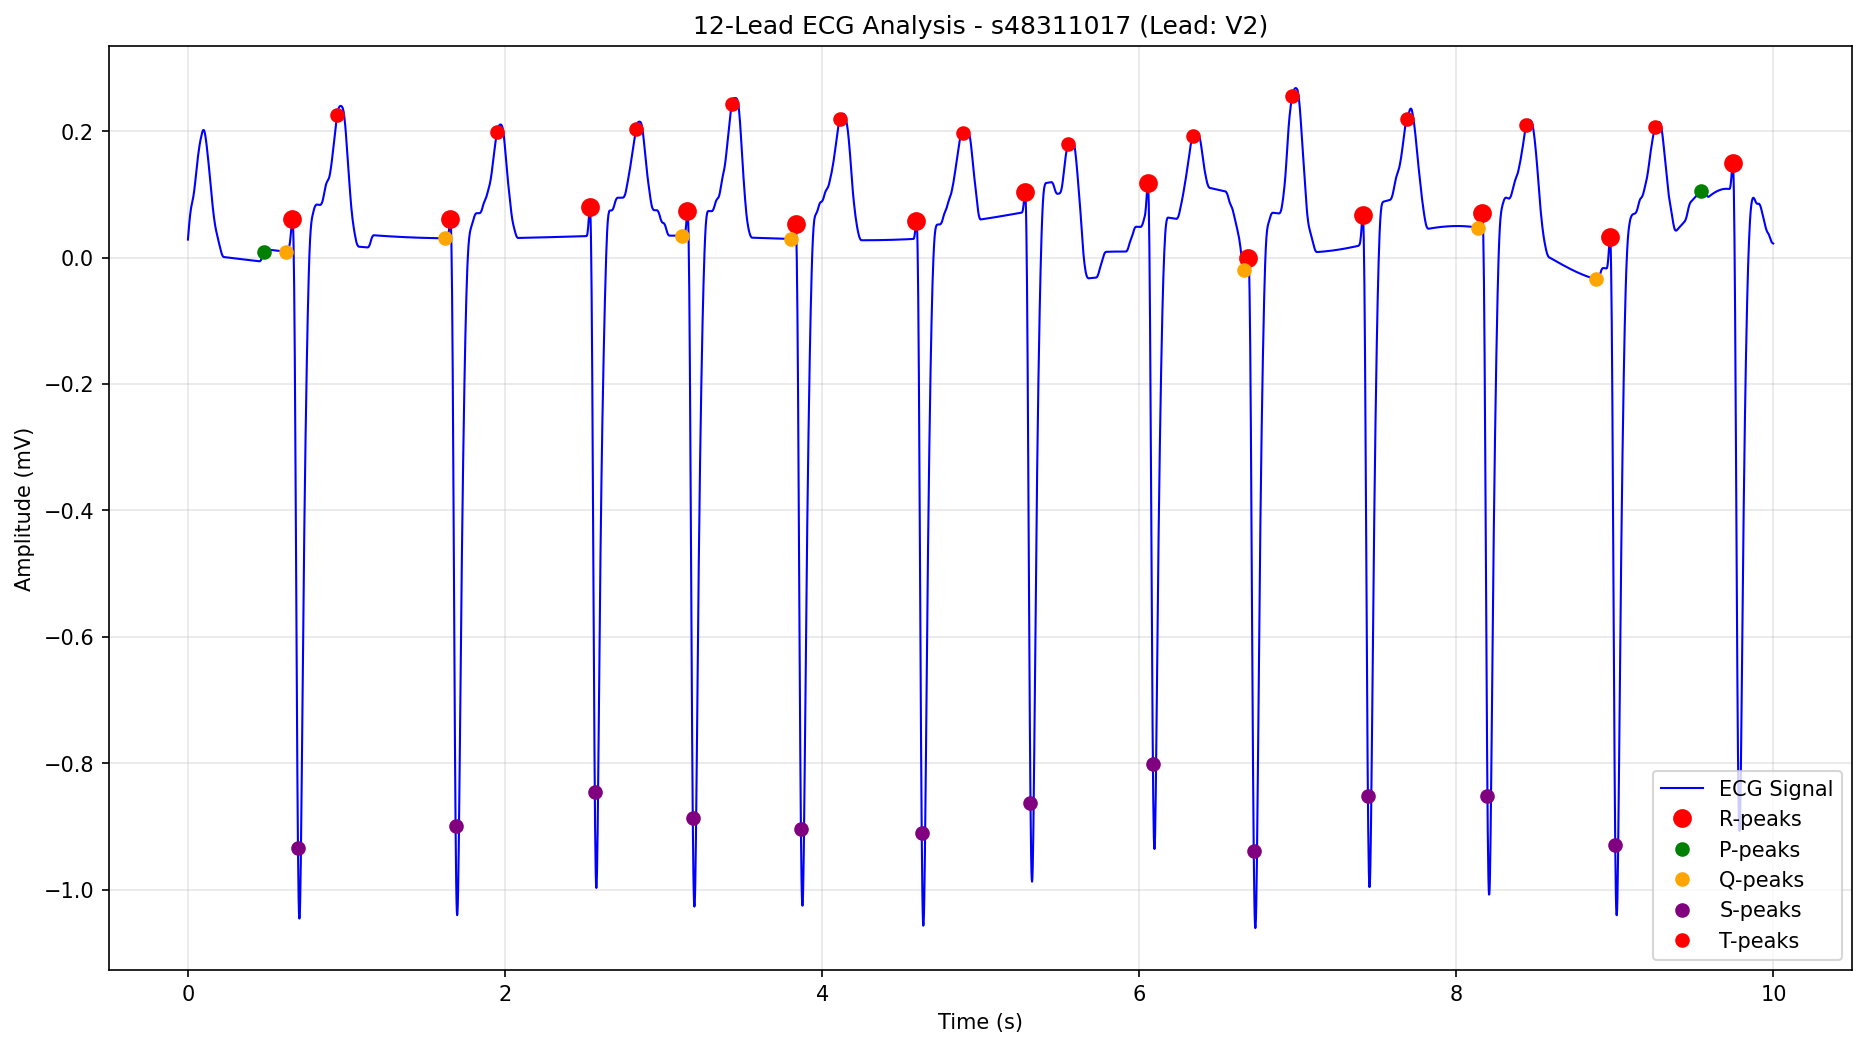 12-Lead ECG Analysis - s48311017 (Lead: V2)
Amplitude (mV)
0.2
0.0
−0.2
−0.4
−0.6
−0.8
−1.0
ECG Signal
R-peaks
P-peaks
Q-peaks
S-peaks
T-peaks
0 2 4 6 8 10
Time (s)